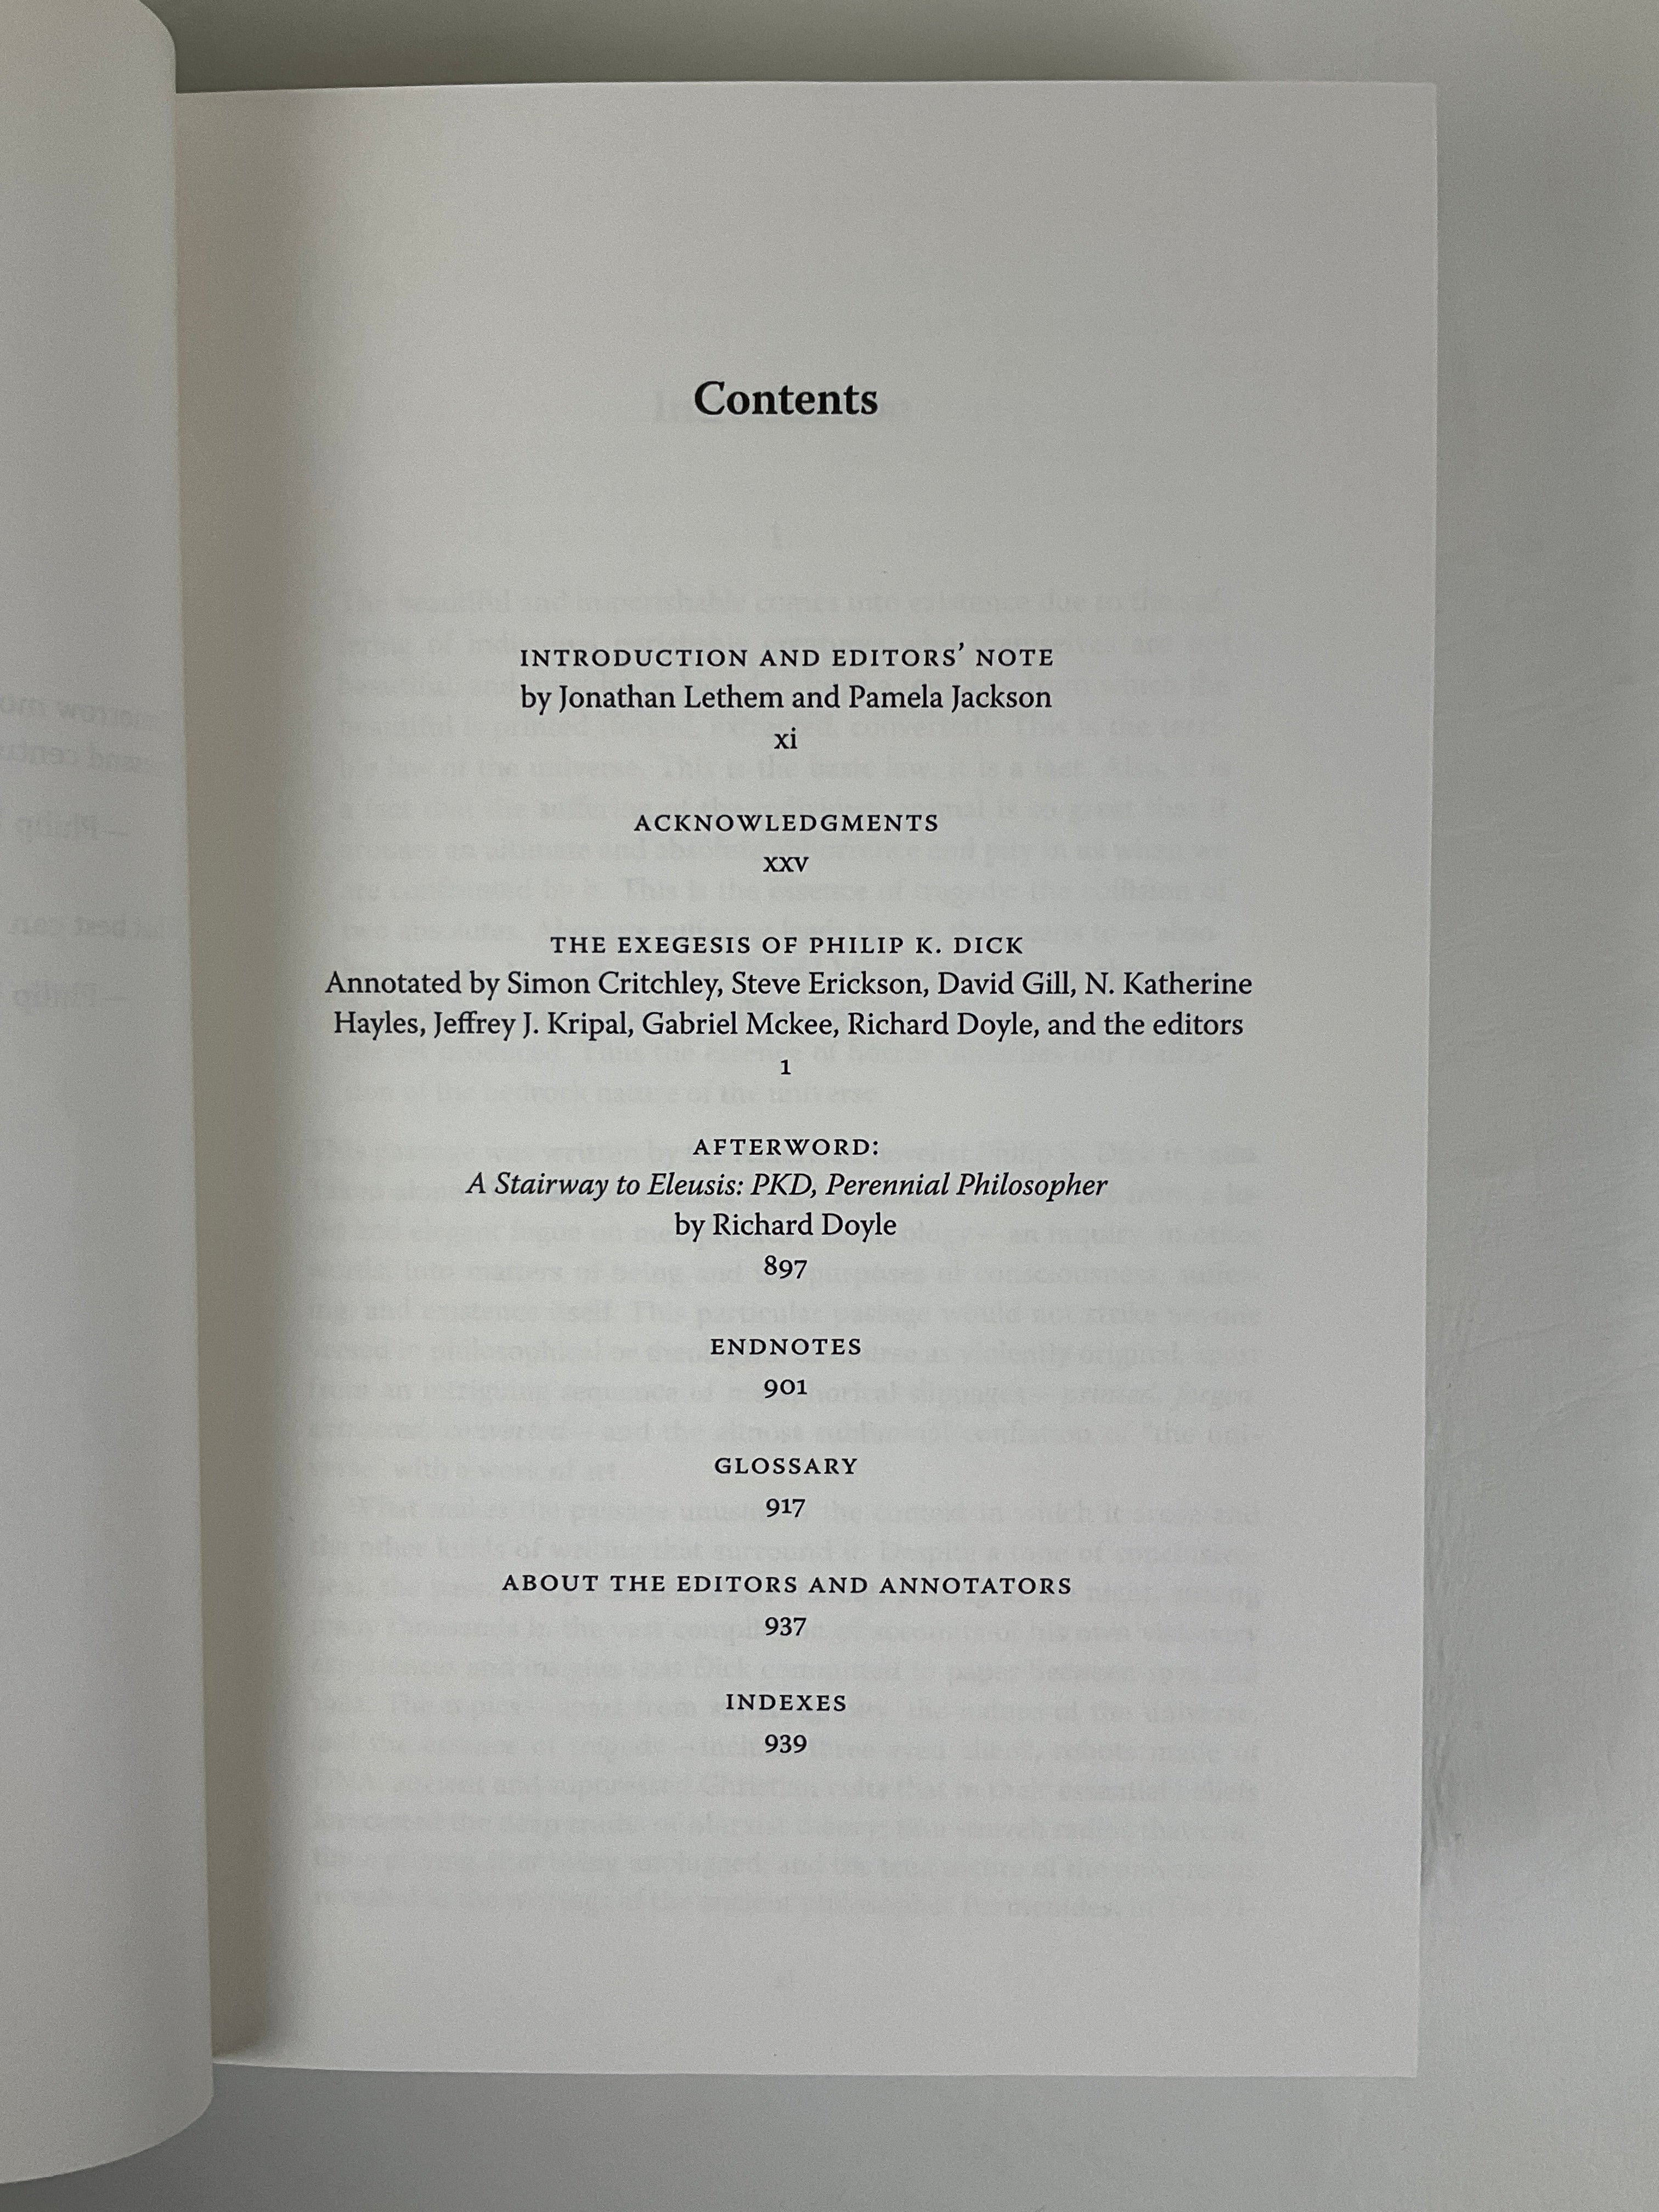 Contents
INTRODUCTION AND EDITORS’ NOTE
by Jonathan Lethem and Pamela Jackson
xi
ACKNOWLEDGMENTS
xxv
THE EXEGESIS OF PHILIP K. DICK
Annotated by Simon Critchley, Steve Erickson, David Gill, N. Katherine
Hayles, Jeffrey J. Kripal, Gabriel Mckee, Richard Doyle, and the editors
1
AFTERWORD:
A Stairway to Eleusis: PKD, Perennial Philosopher
by Richard Doyle
897
ENDNOTES
901
GLOSSARY
917
ABOUT THE EDITORS AND ANNOTATORS
937
INDEXES
939